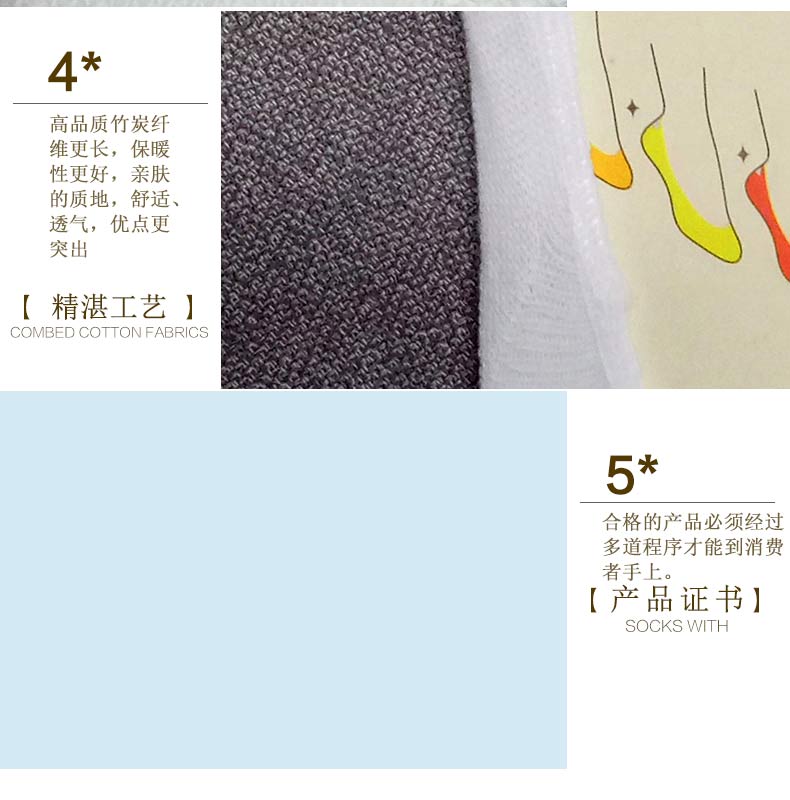 4*
高品质竹炭纤
维更长，保暖
性更好，亲肤
的质地，舒适、
透气，优点更
突出
【 精湛工艺 】
COMBED COTTON FABRICS
5*
合格的产品必须经过
多道程序才能到消费
者手上。
【 产品证书 】
SOCKS WITH